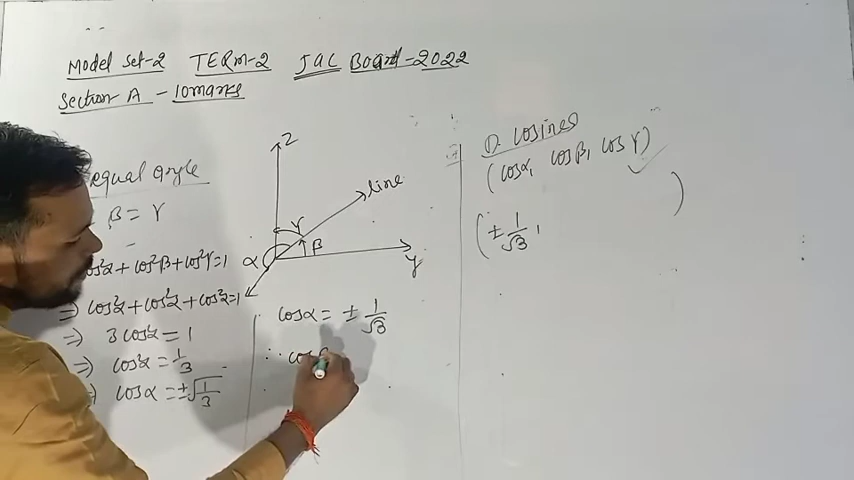 Model Set-2 TERM-2 JAC Board-2022
Section A - 10marks
equal angle
β = γ
cos²α + cos²β + cos²γ = 1
⇒ cos²α + cos²α + cos²α = 1
⇒ 3 cos²α = 1
⇒ cos²α = 1/3
⇒ cosα = ±√(1/3)
Z
line
γ
α
β
y
cosα = ± 1/√3
∴ cos
D. Cosines
(cosα, cosβ, cosγ)
(± 1/√3, )